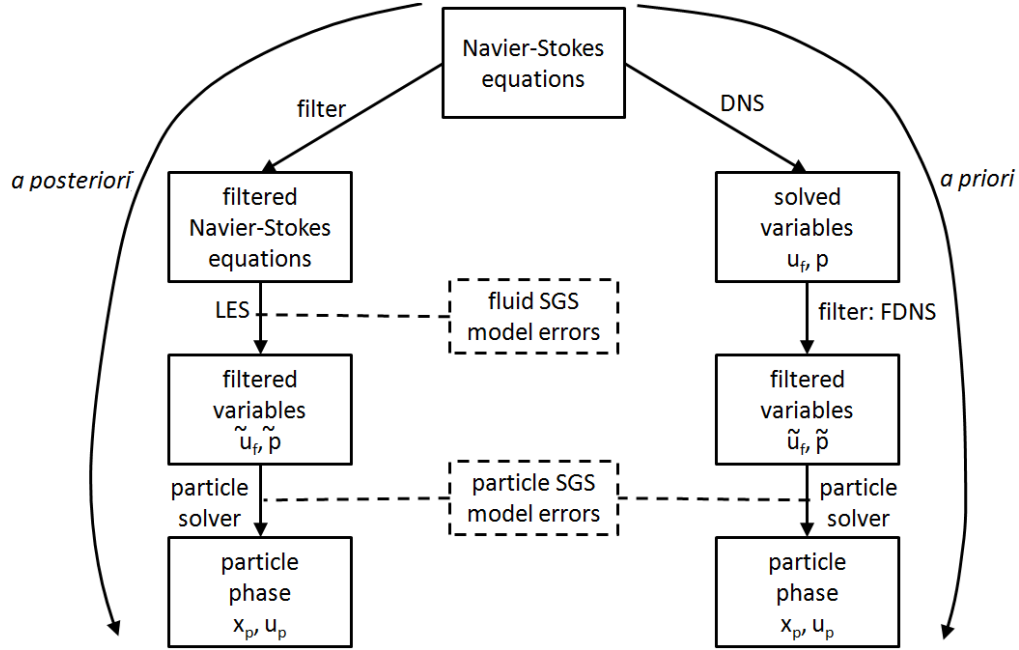 Navier-Stokes
equations
filter
DNS
a posteriori
a priori
filtered
Navier-Stokes
equations
solved
variables
u_f, p
LES
fluid SGS
model errors
filter: FDNS
filtered
variables
ũ_f, p̃
filtered
variables
ũ_f, p̃
particle
solver
particle SGS
model errors
particle
solver
particle
phase
x_p, u_p
particle
phase
x_p, u_p